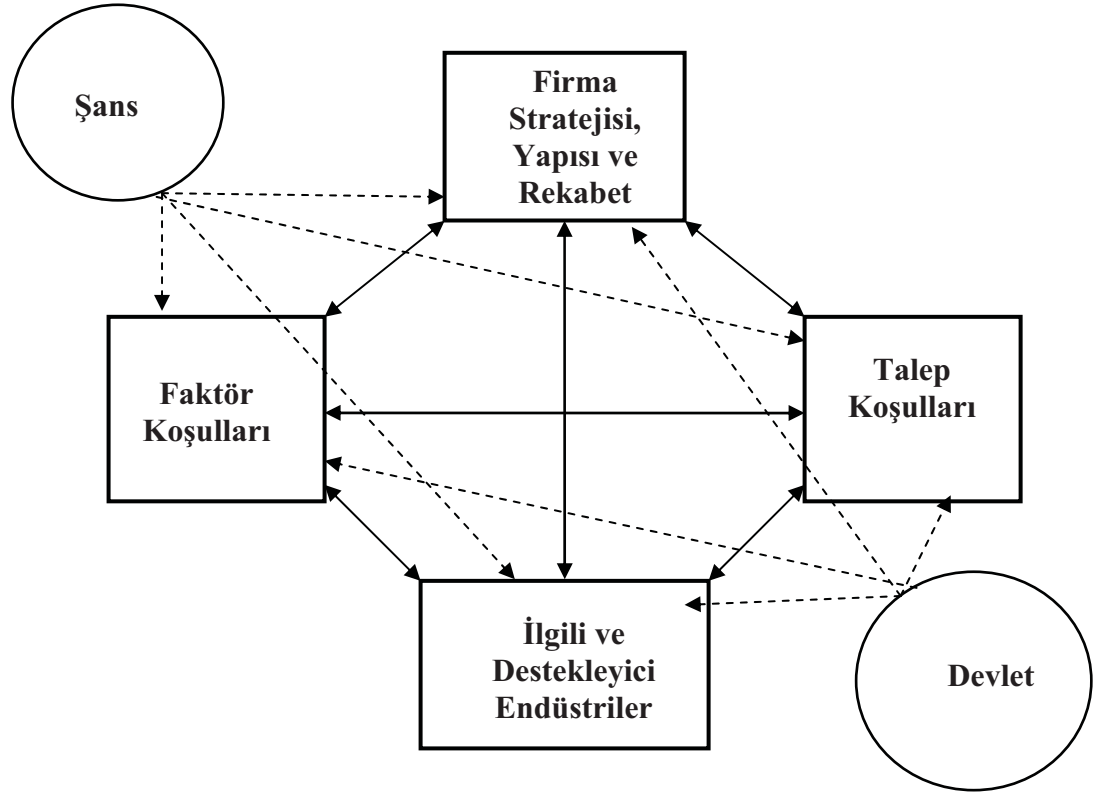 Şans
Firma
Stratejisi,
Yapısı ve
Rekabet
Faktör
Koşulları
Talep
Koşulları
İlgili ve
Destekleyici
Endüstriler
Devlet